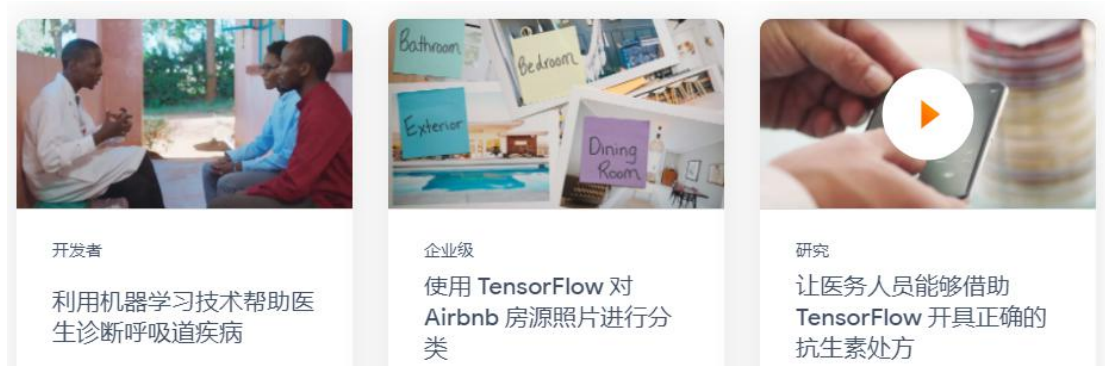 Bathroom
Bedroom
Exterior
Dining
Room
开发者
利用机器学习技术帮助医
生诊断呼吸道疾病
企业级
使用 TensorFlow 对
Airbnb 房源照片进行分
类
研究
让医务人员能够借助
TensorFlow 开具正确的
抗生素处方